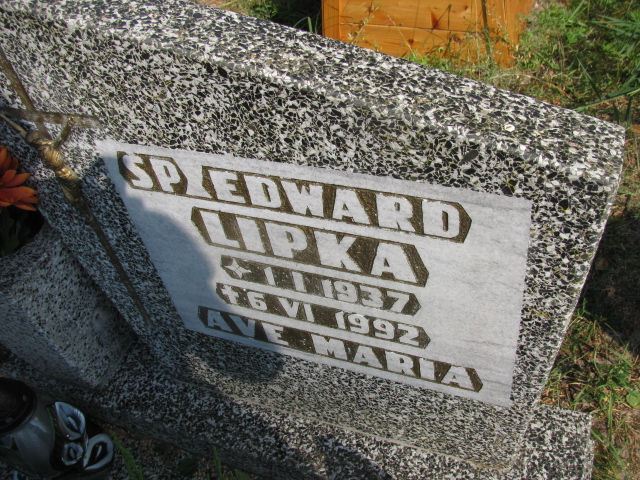 SP. EDWARD
LIPKA
* 1 I 1937
† 6 VI 1992
AVE MARIA